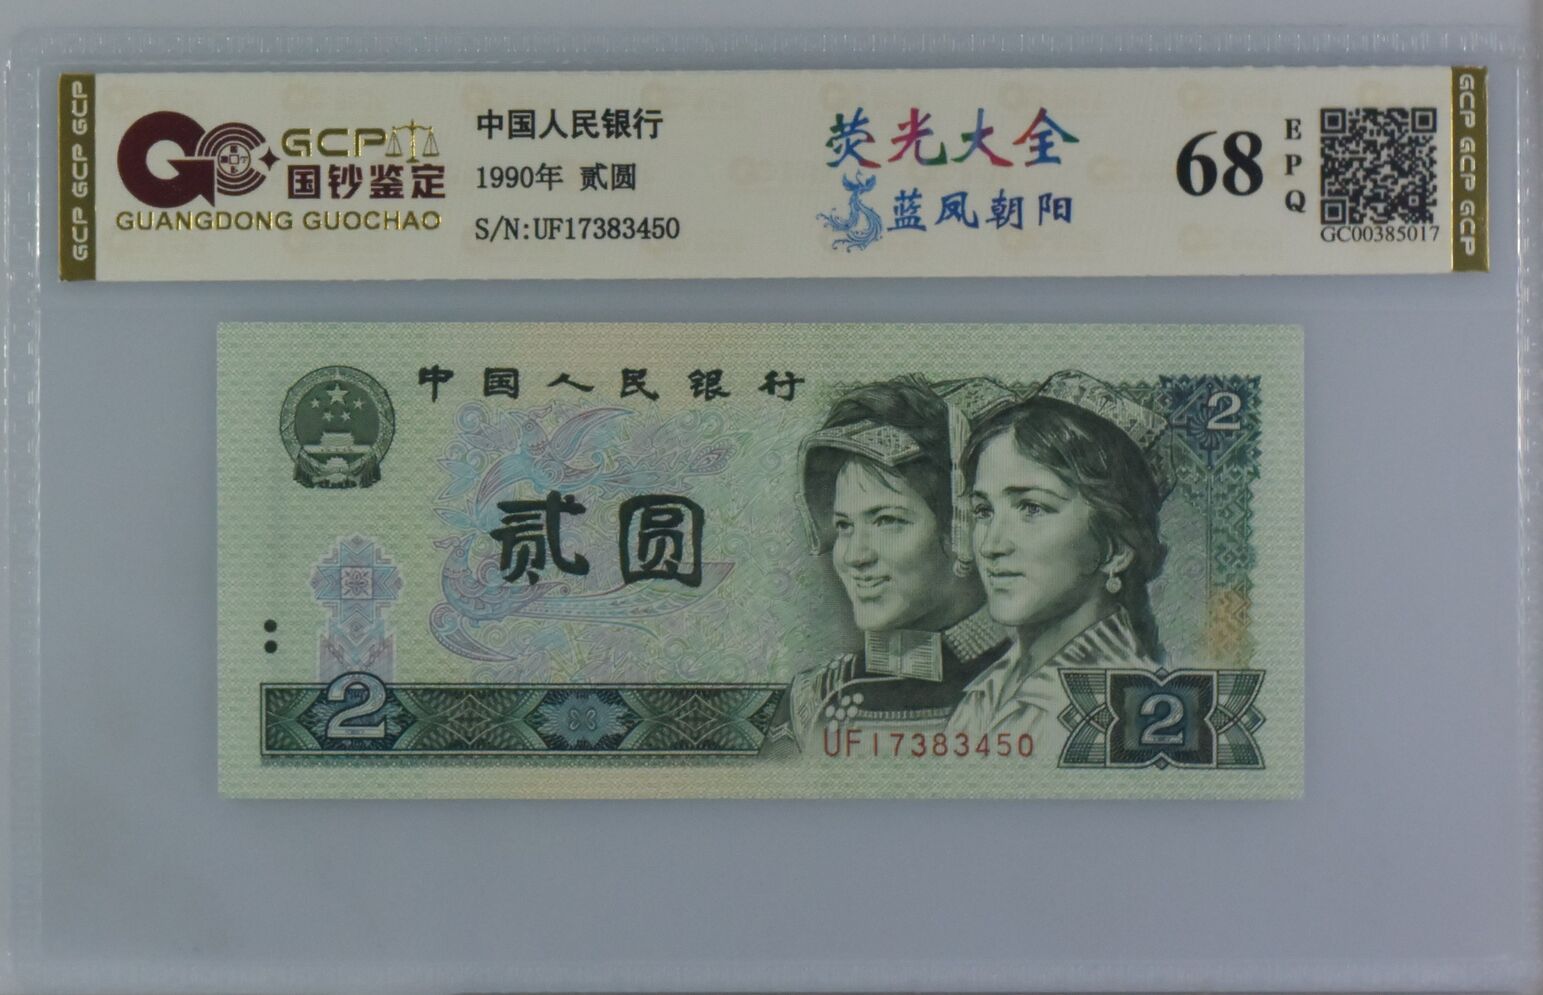 GCP GCP GCP
GCP
国钞鉴定
GUANGDONG GUOCHAO
中国人民银行
1990年 贰圆
S/N:UF17383450
荧光大全
蓝凤朝阳
68
EPQ
GC00385017
GCP GCP GCP
中国人民银行
2
贰圆
2
UF17383450
2